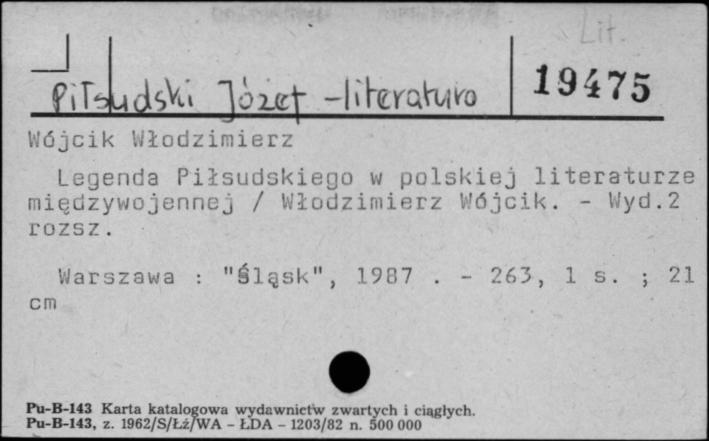 Lit.
Piłsudski Józef - literatura
19475
Wójcik Włodzimierz
Legenda Piłsudskiego w polskiej literaturze
międzywojennej / Włodzimierz Wójcik. - Wyd.2
rozsz.
Warszawa : "Śląsk", 1987 . - 263, 1 s. ; 21
cm
Pu-B-143 Karta katalogowa wydawnictw zwartych i ciągłych.
Pu-B-143, z. 1962/S/Łź/WA - ŁDA - 1203/82 n. 500 000